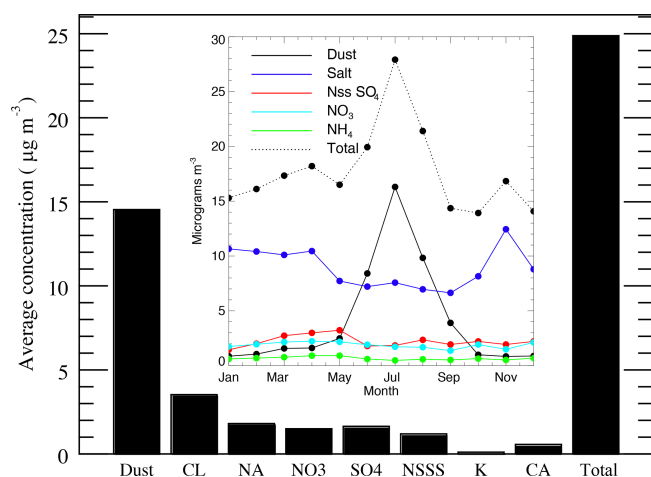 Average concentration ( μg m⁻³)
25
20
15
10
5
0
Dust CL NA NO3 SO4 NSSS K CA Total
Micrograms m⁻³
30
25
20
15
10
5
0
Jan Mar May Jul Sep Nov
Month
Dust
Salt
Nss SO₄
NO₃
NH₄
Total